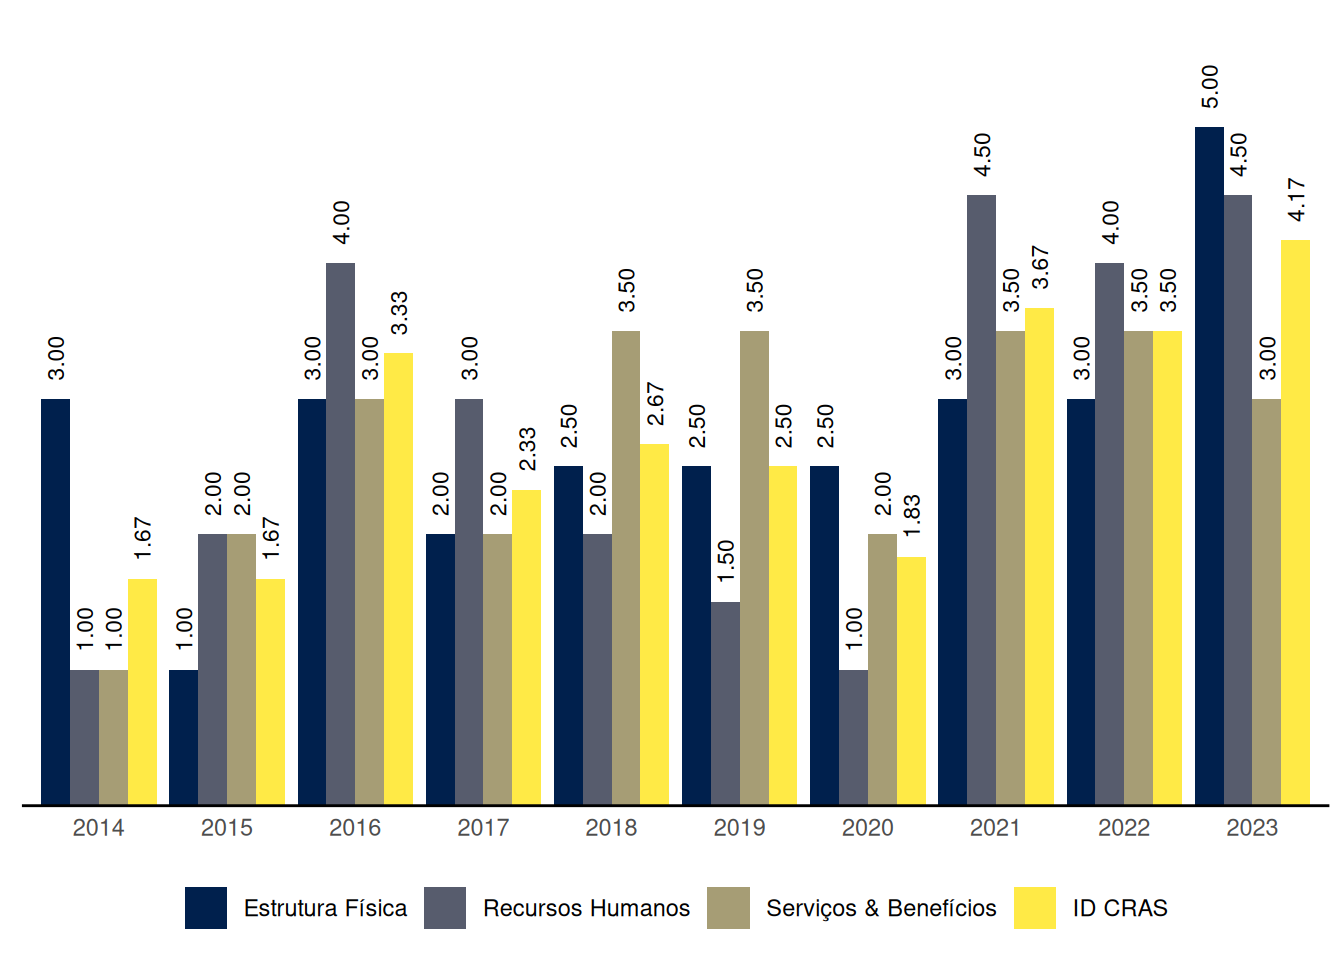 3.00 1.00 1.00 1.67
1.00 2.00 2.00 1.67
3.00 4.00 3.00 3.33
2.00 3.00 2.00 2.33
2.50 2.00 3.50 2.67
2.50 1.50 3.50 2.50
2.50 1.00 2.00 1.83
3.00 4.50 3.50 3.67
3.00 4.00 3.50 3.50
5.00 4.50 3.00 4.17
2014 2015 2016 2017 2018 2019 2020 2021 2022 2023
Estrutura Física Recursos Humanos Serviços & Benefícios ID CRAS